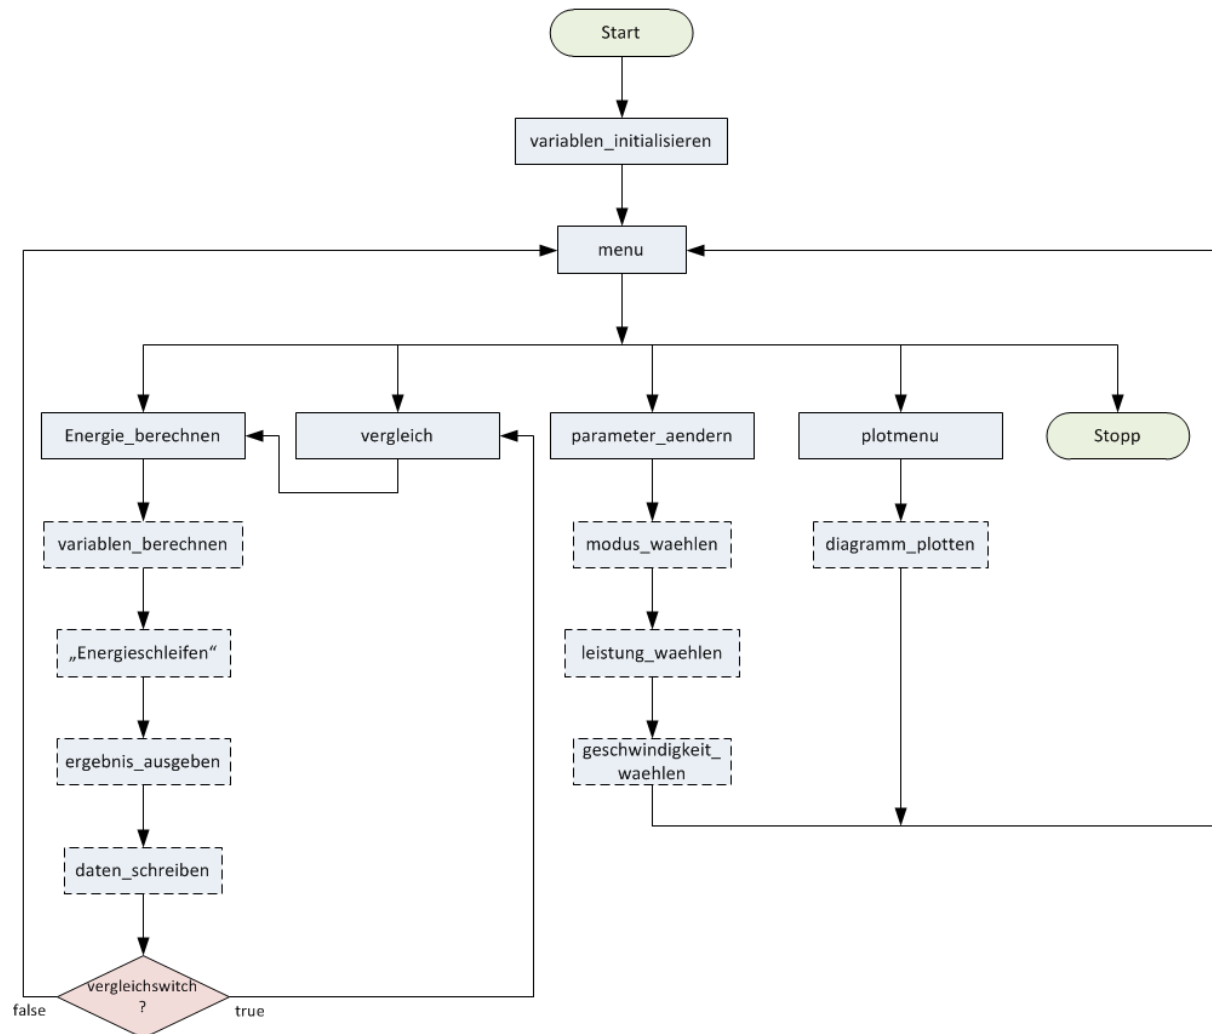 Start
variablen_initialisieren
menu
Energie_berechnen
vergleich
parameter_aendern
plotmenu
Stopp
variablen_berechnen
modus_waehlen
diagramm_plotten
„Energieschleifen“
leistung_waehlen
ergebnis_ausgeben
geschwindigkeit_
waehlen
daten_schreiben
vergleichswitch
?
false
true